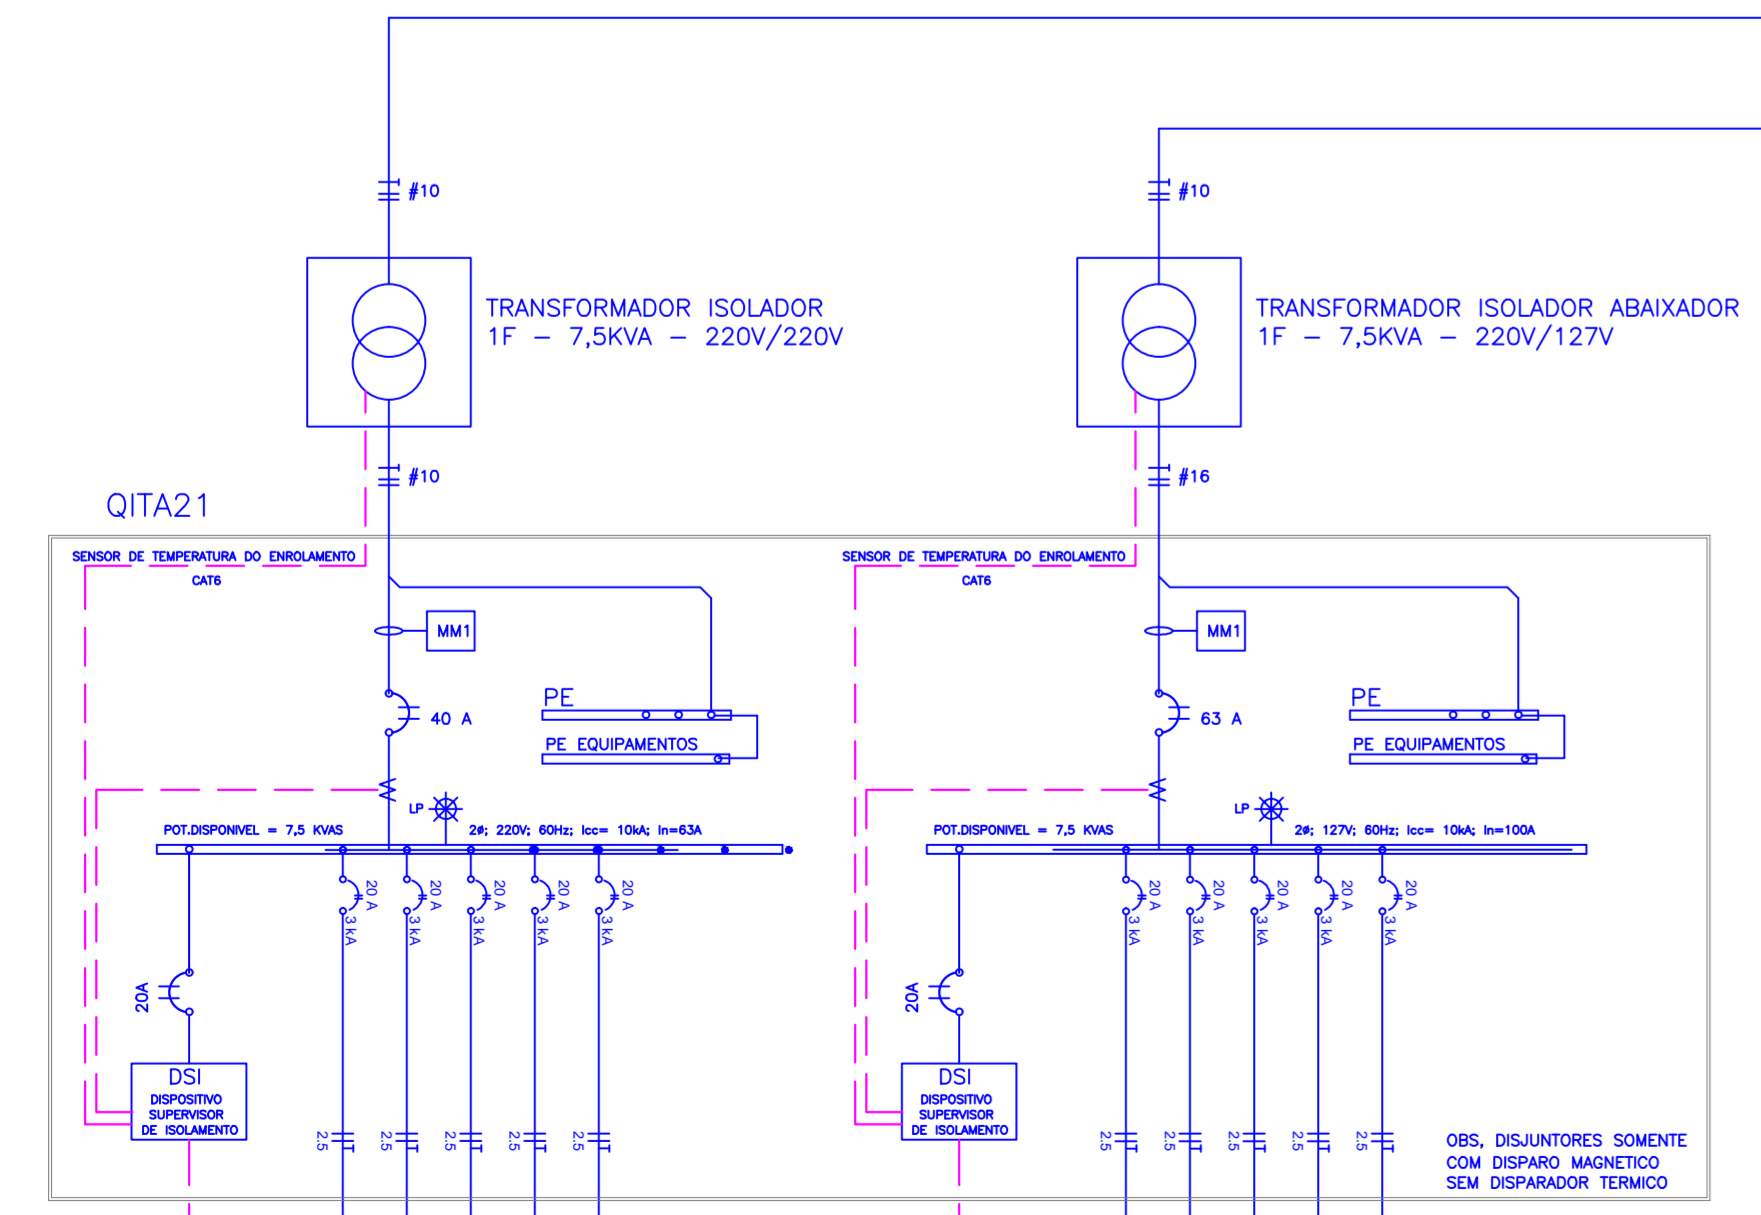 #10
#10
TRANSFORMADOR ISOLADOR
1F - 7,5KVA - 220V/220V
TRANSFORMADOR ISOLADOR ABAIXADOR
1F - 7,5KVA - 220V/127V
#10
#16
QITA21
SENSOR DE TEMPERATURA DO ENROLAMENTO
CAT6
SENSOR DE TEMPERATURA DO ENROLAMENTO
CAT6
MM1
MM1
PE
40 A
PE EQUIPAMENTOS
PE
63 A
PE EQUIPAMENTOS
LP
LP
POT.DISPONIVEL = 7,5 KVAS
2ø; 220V; 60Hz; Icc= 10kA; In=63A
POT.DISPONIVEL = 7,5 KVAS
2ø; 127V; 60Hz; Icc= 10kA; In=100A
20 A
3 kA
20 A
3 kA
20 A
3 kA
20 A
3 kA
20 A
3 kA
20 A
3 kA
20 A
3 kA
20 A
3 kA
20 A
3 kA
20 A
3 kA
20A
20A
DSI
DISPOSITIVO
SUPERVISOR
DE ISOLAMENTO
DSI
DISPOSITIVO
SUPERVISOR
DE ISOLAMENTO
2.5
2.5
2.5
2.5
2.5
2.5
2.5
2.5
2.5
2.5
OBS, DISJUNTORES SOMENTE
COM DISPARO MAGNETICO
SEM DISPARADOR TERMICO